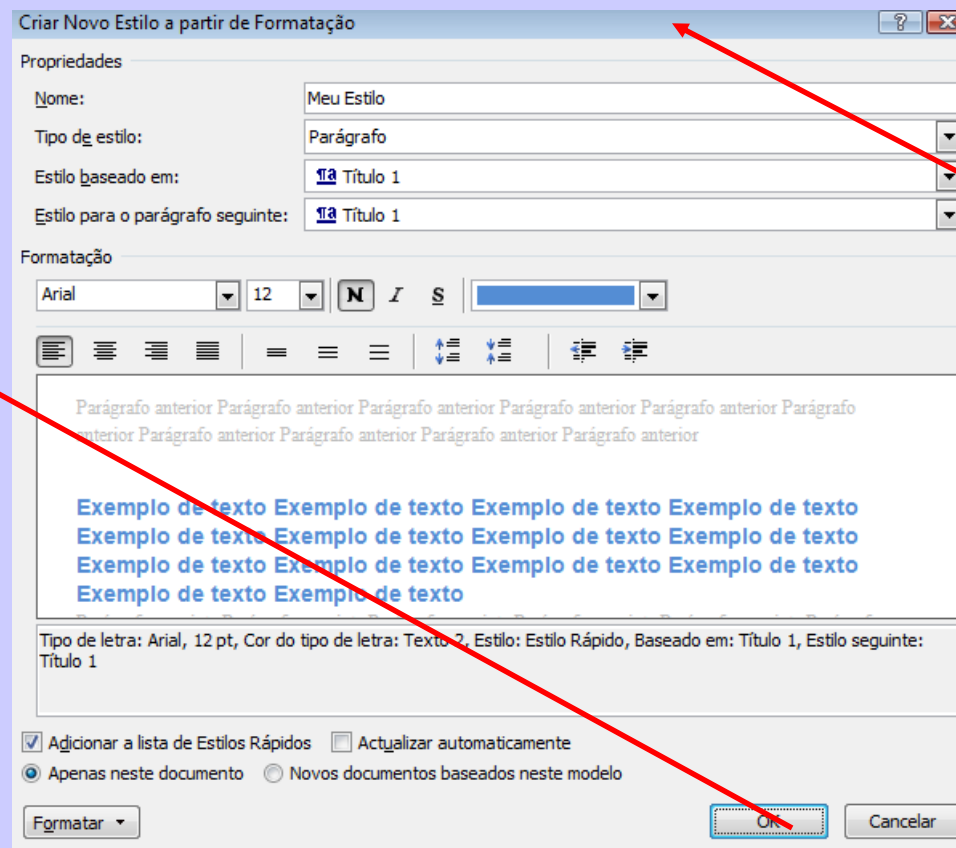 Criar Novo Estilo a partir de Formatação
Propriedades
Nome: Meu Estilo
Tipo de estilo: Parágrafo
Estilo baseado em: Título 1
Estilo para o parágrafo seguinte: Título 1
Formatação
Arial 12 N I S
Parágrafo anterior Parágrafo anterior Parágrafo anterior Parágrafo anterior Parágrafo anterior Parágrafo
anterior Parágrafo anterior Parágrafo anterior Parágrafo anterior Parágrafo anterior
Exemplo de texto Exemplo de texto Exemplo de texto Exemplo de texto
Exemplo de texto Exemplo de texto Exemplo de texto Exemplo de texto
Exemplo de texto Exemplo de texto Exemplo de texto Exemplo de texto
Exemplo de texto Exemplo de texto
Tipo de letra: Arial, 12 pt, Cor do tipo de letra: Texto 2, Estilo: Estilo Rápido, Baseado em: Título 1, Estilo seguinte:
Título 1
Adicionar a lista de Estilos Rápidos Actualizar automaticamente
Apenas neste documento Novos documentos baseados neste modelo
Formatar OK Cancelar